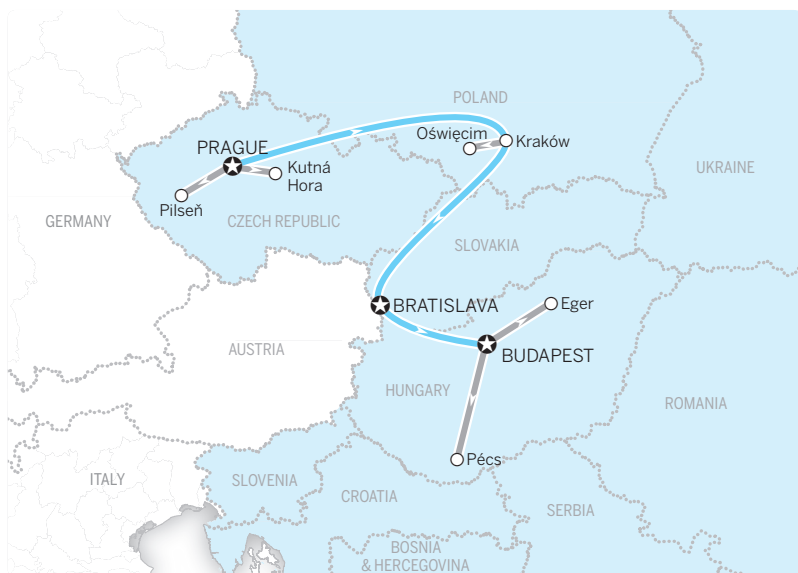 POLAND
Oświęcim
Kraków
PRAGUE
Kutná
Hora
UKRAINE
Pilseň
GERMANY
CZECH REPUBLIC
SLOVAKIA
BRATISLAVA
Eger
AUSTRIA
BUDAPEST
HUNGARY
ROMANIA
Pécs
ITALY
SLOVENIA
CROATIA
SERBIA
BOSNIA
& HERCEGOVINA